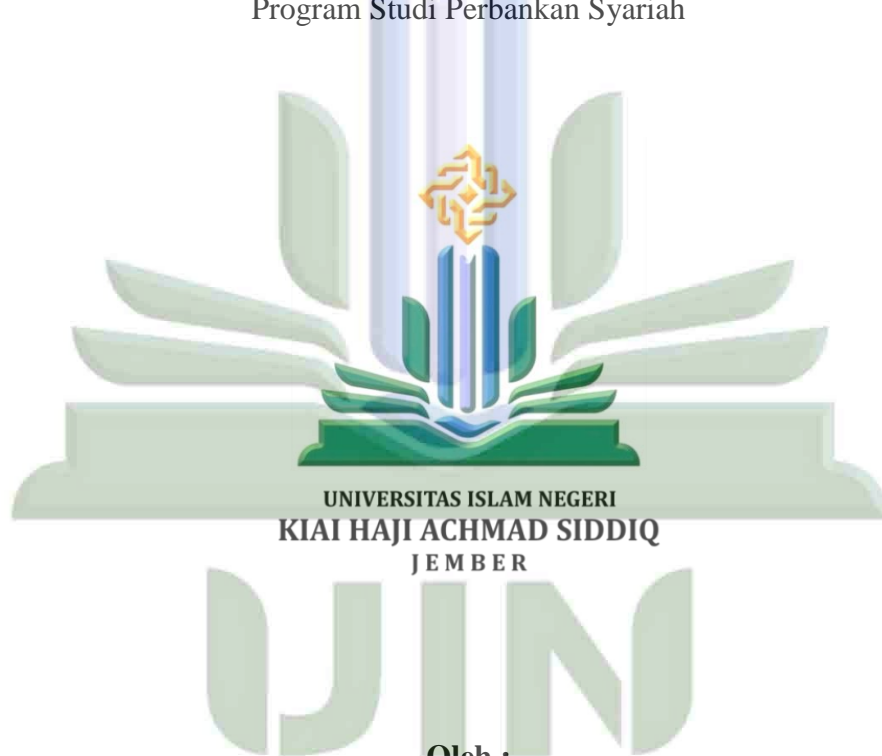 Program Studi Perbankan Syariah
UNIVERSITAS ISLAM NEGERI
KIAI HAJI ACHMAD SIDDIQ
JEMBER
UIN
Oleh :